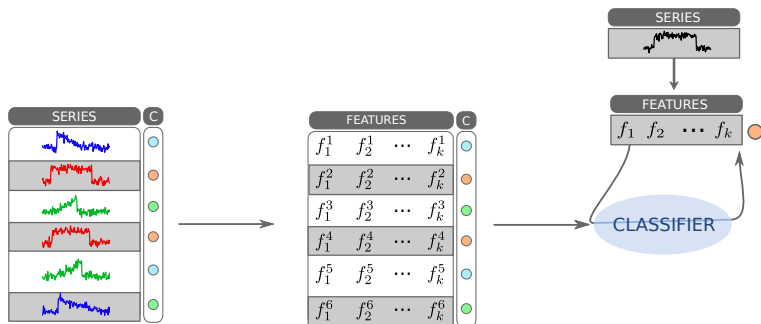 SERIES
FEATURES
f_1 f_2 ⋯ f_k
CLASSIFIER
SERIES C
FEATURES C
f_1^1 f_2^1 ⋯ f_k^1
f_1^2 f_2^2 ⋯ f_k^2
f_1^3 f_2^3 ⋯ f_k^3
f_1^4 f_2^4 ⋯ f_k^4
f_1^5 f_2^5 ⋯ f_k^5
f_1^6 f_2^6 ⋯ f_k^6